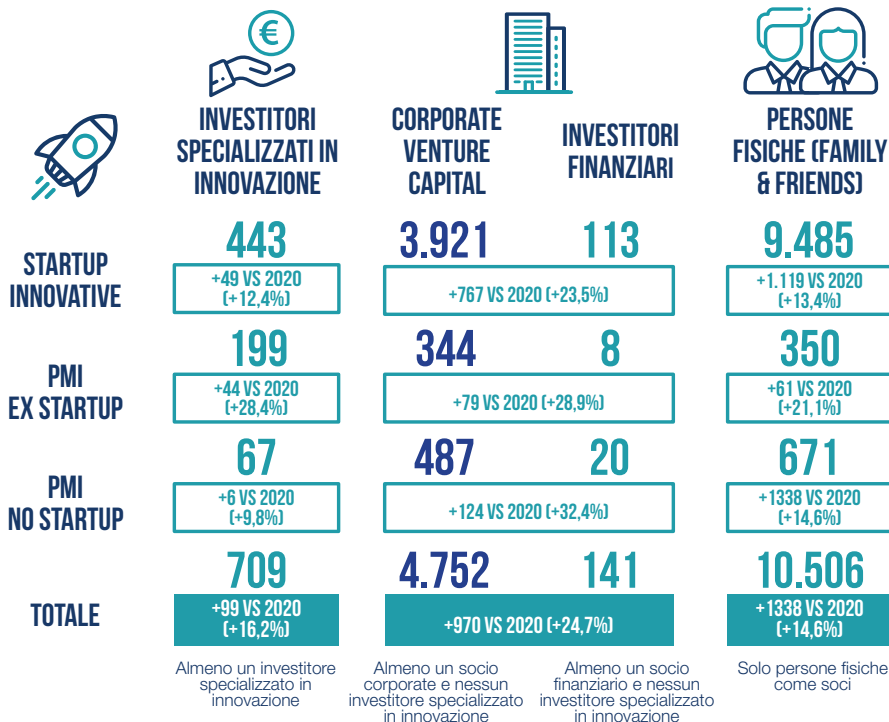 €
INVESTITORI
SPECIALIZZATI IN
INNOVAZIONE
CORPORATE
VENTURE
CAPITAL
INVESTITORI
FINANZIARI
PERSONE
FISICHE (FAMILY
& FRIENDS)
STARTUP
INNOVATIVE
443
3.921
113
9.485
+49 VS 2020
(+12,4%)
+767 VS 2020 (+23,5%)
+1.119 VS 2020
(+13,4%)
PMI
EX STARTUP
199
344
8
350
+44 VS 2020
(+28,4%)
+79 VS 2020 (+28,9%)
+61 VS 2020
(+21,1%)
PMI
NO STARTUP
67
487
20
671
+6 VS 2020
(+9,8%)
+124 VS 2020 (+32,4%)
+1338 VS 2020
(+14,6%)
TOTALE
709
4.752
141
10.506
+99 VS 2020
(+16,2%)
+970 VS 2020 (+24,7%)
+1338 VS 2020
(+14,6%)
Almeno un investitore
specializzato in
innovazione
Almeno un socio
corporate e nessun
investitore specializzato
in innovazione
Almeno un socio
finanziario e nessun
investitore specializzato
in innovazione
Solo persone fisiche
come soci